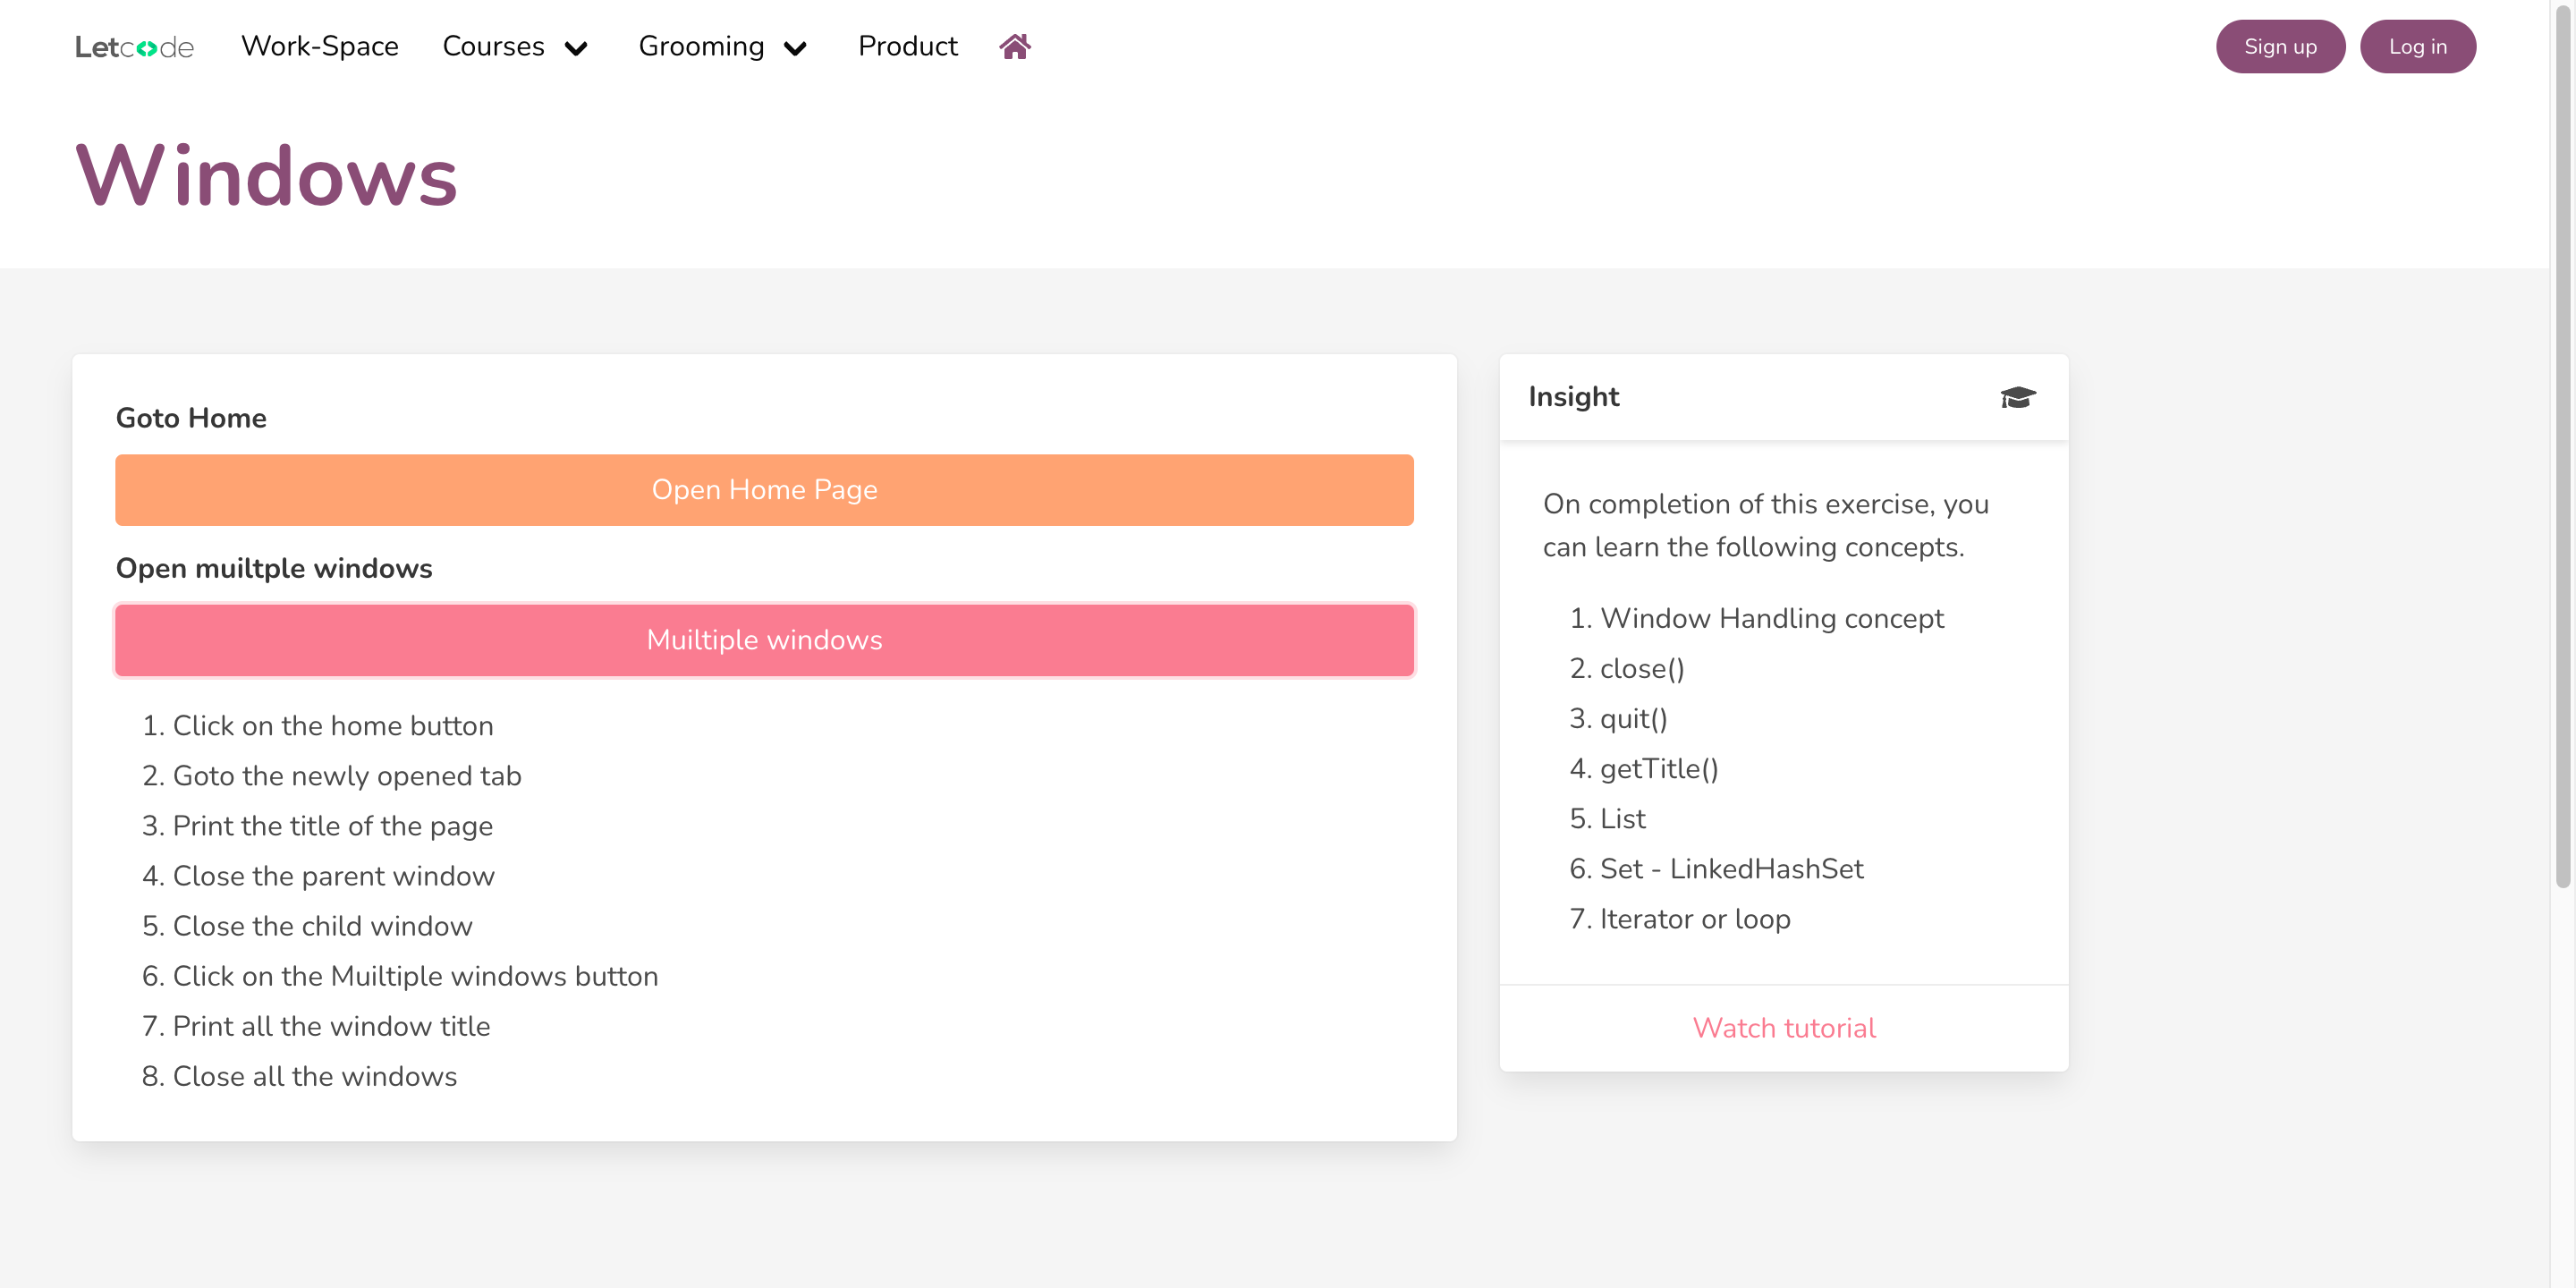 Letcode
Work-Space
Courses
Grooming
Product
Sign up
Log in
Windows
Goto Home
Open Home Page
Open muiltple windows
Muiltiple windows
1. Click on the home button
2. Goto the newly opened tab
3. Print the title of the page
4. Close the parent window
5. Close the child window
6. Click on the Muiltiple windows button
7. Print all the window title
8. Close all the windows
Insight
On completion of this exercise, you
can learn the following concepts.
1. Window Handling concept
2. close()
3. quit()
4. getTitle()
5. List
6. Set - LinkedHashSet
7. Iterator or loop
Watch tutorial